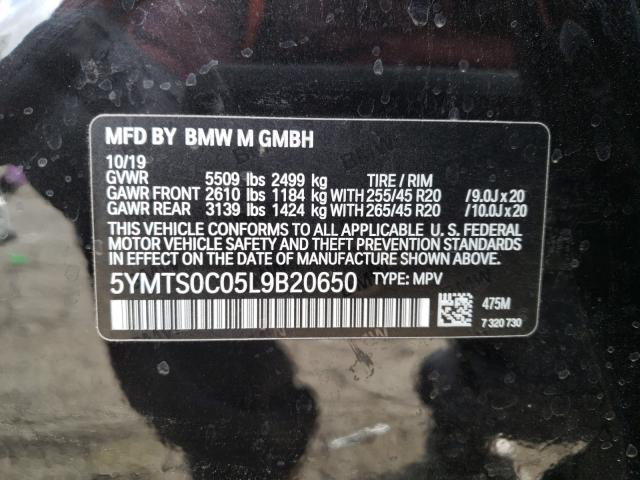 MFD BY BMW M GMBH
10/19
GVWR 5509 lbs 2499 kg TIRE / RIM
GAWR FRONT 2610 lbs 1184 kg WITH 255/45 R20 / 9.0J x 20
GAWR REAR 3139 lbs 1424 kg WITH 265/45 R20 / 10.0J x 20
THIS VEHICLE CONFORMS TO ALL APPLICABLE U. S. FEDERAL
MOTOR VEHICLE SAFETY, BUMPER AND THEFT PREVENTION STANDARDS
IN EFFECT ON THE DATE OF MANUFACTURE SHOWN ABOVE.
5YMTS0C05L9B20650 TYPE: MPV
475M
7 320 730